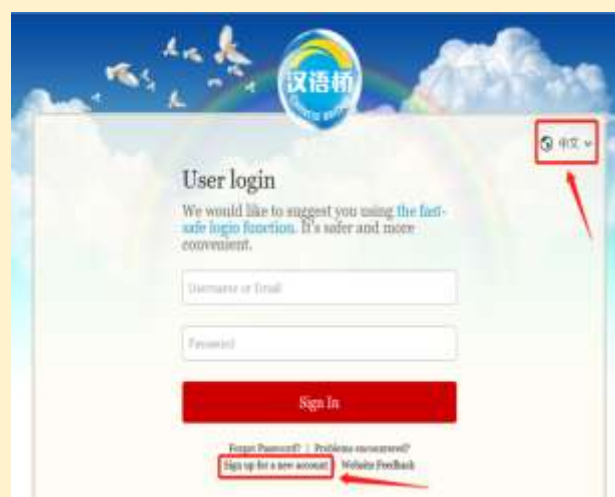 汉语桥
CHINESE BRIDGE
中文
User login
We would like to suggest you using the fast-
safe login function. It's safer and more
convenient.
Username or Email
Password
Sign In
Forgot Password? | Problems encountered?
Sign up for a new account | Website Feedback